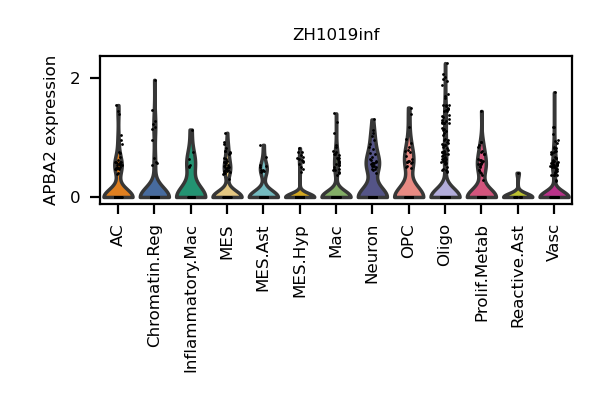 ZH1019inf
APBA2 expression
2
0
AC
Chromatin.Reg
Inflammatory.Mac
MES
MES.Ast
MES.Hyp
Mac
Neuron
OPC
Oligo
Prolif.Metab
Reactive.Ast
Vasc